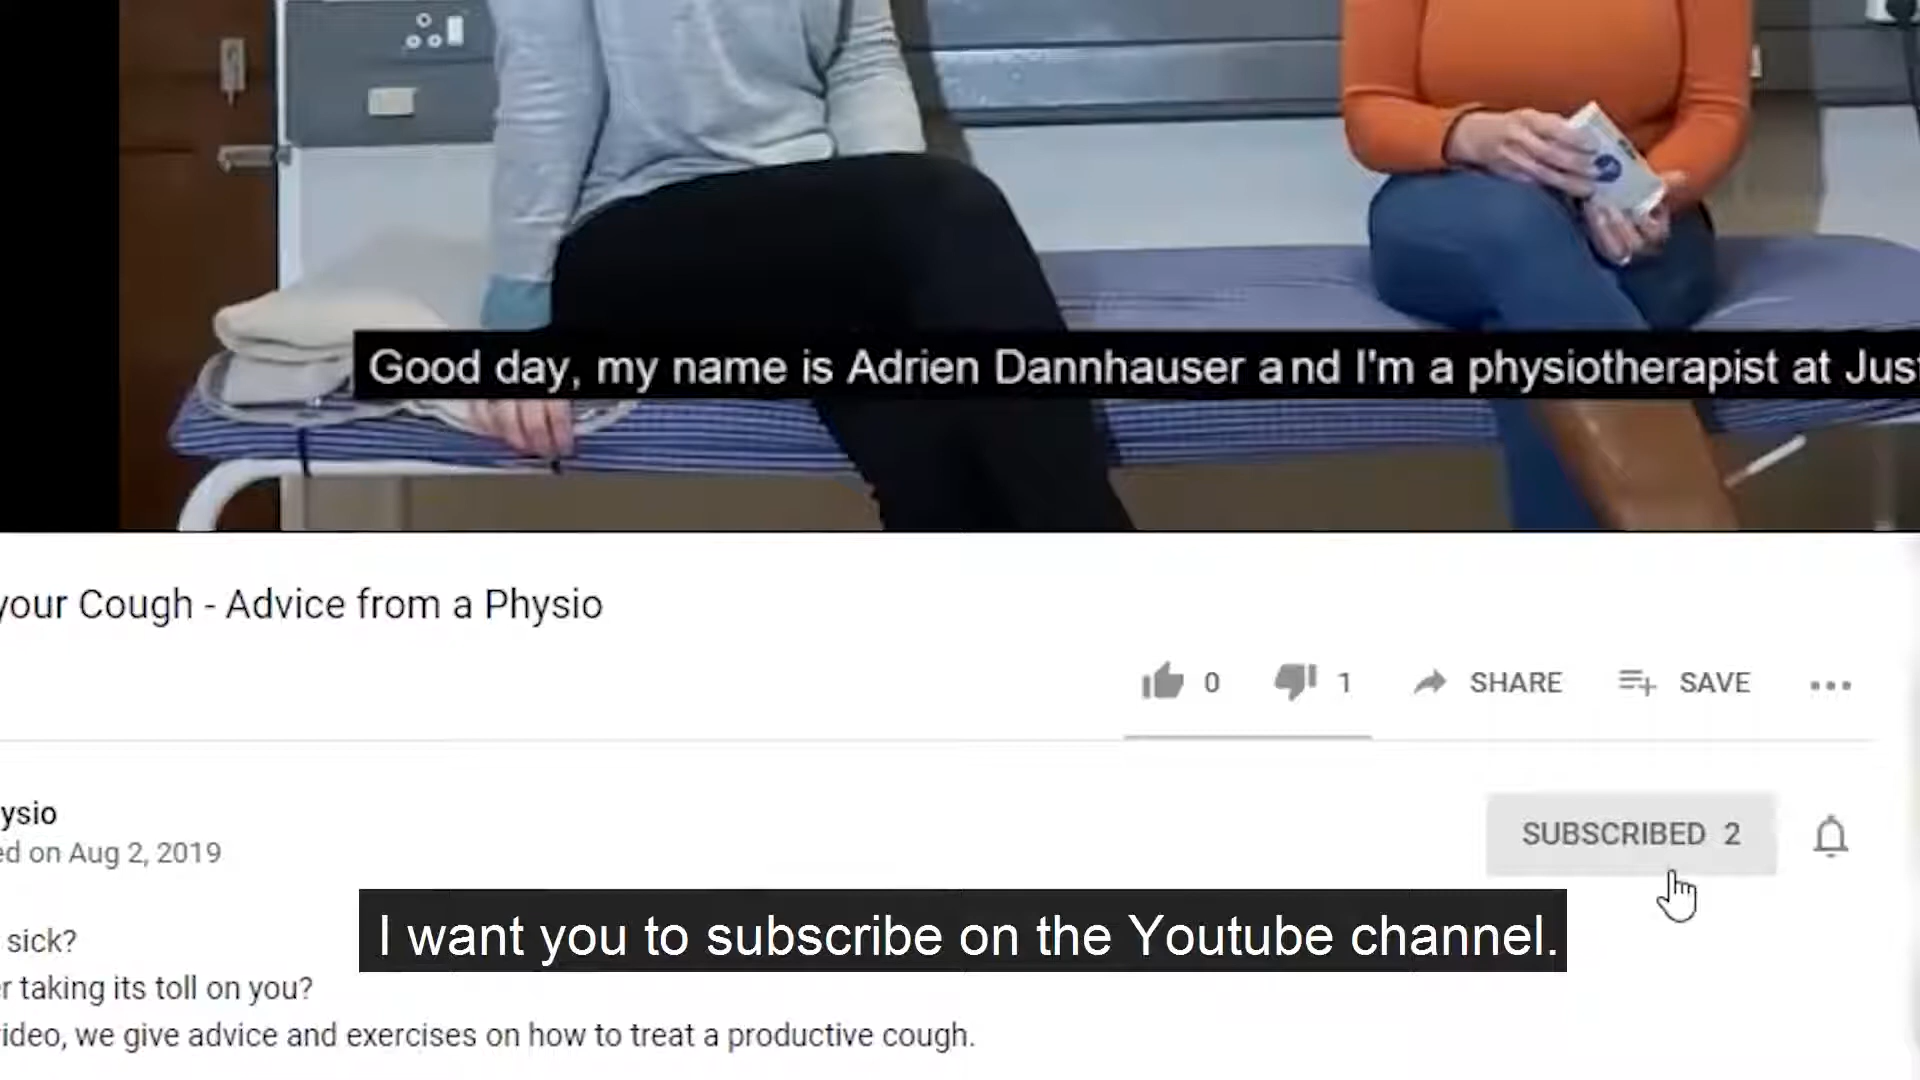 Good day, my name is Adrien Dannhauser and I'm a physiotherapist at Just
your Cough - Advice from a Physio
0 1 SHARE SAVE
ysio
ed on Aug 2, 2019
SUBSCRIBED 2
I want you to subscribe on the Youtube channel.
sick?
r taking its toll on you?
ideo, we give advice and exercises on how to treat a productive cough.